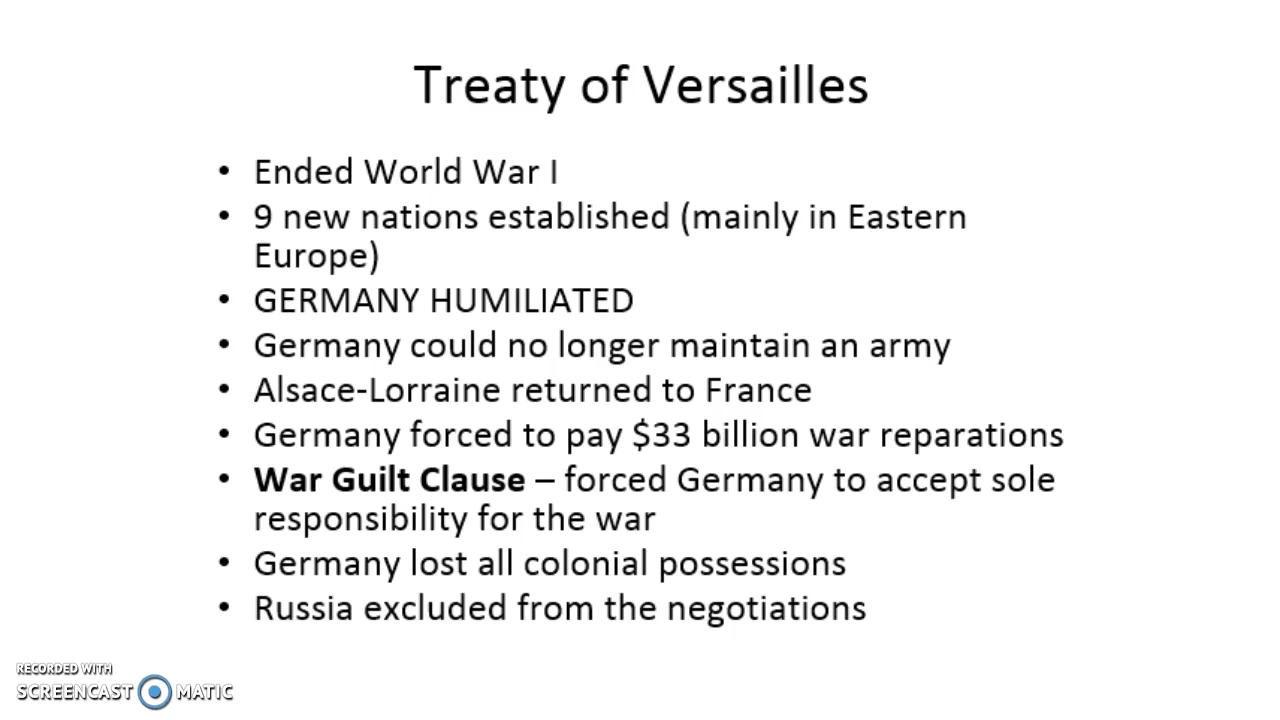 Treaty of Versailles
• Ended World War I
• 9 new nations established (mainly in Eastern
Europe)
• GERMANY HUMILIATED
• Germany could no longer maintain an army
• Alsace-Lorraine returned to France
• Germany forced to pay $33 billion war reparations
• War Guilt Clause – forced Germany to accept sole
responsibility for the war
• Germany lost all colonial possessions
• Russia excluded from the negotiations
RECORDED WITH
SCREENCAST MATIC